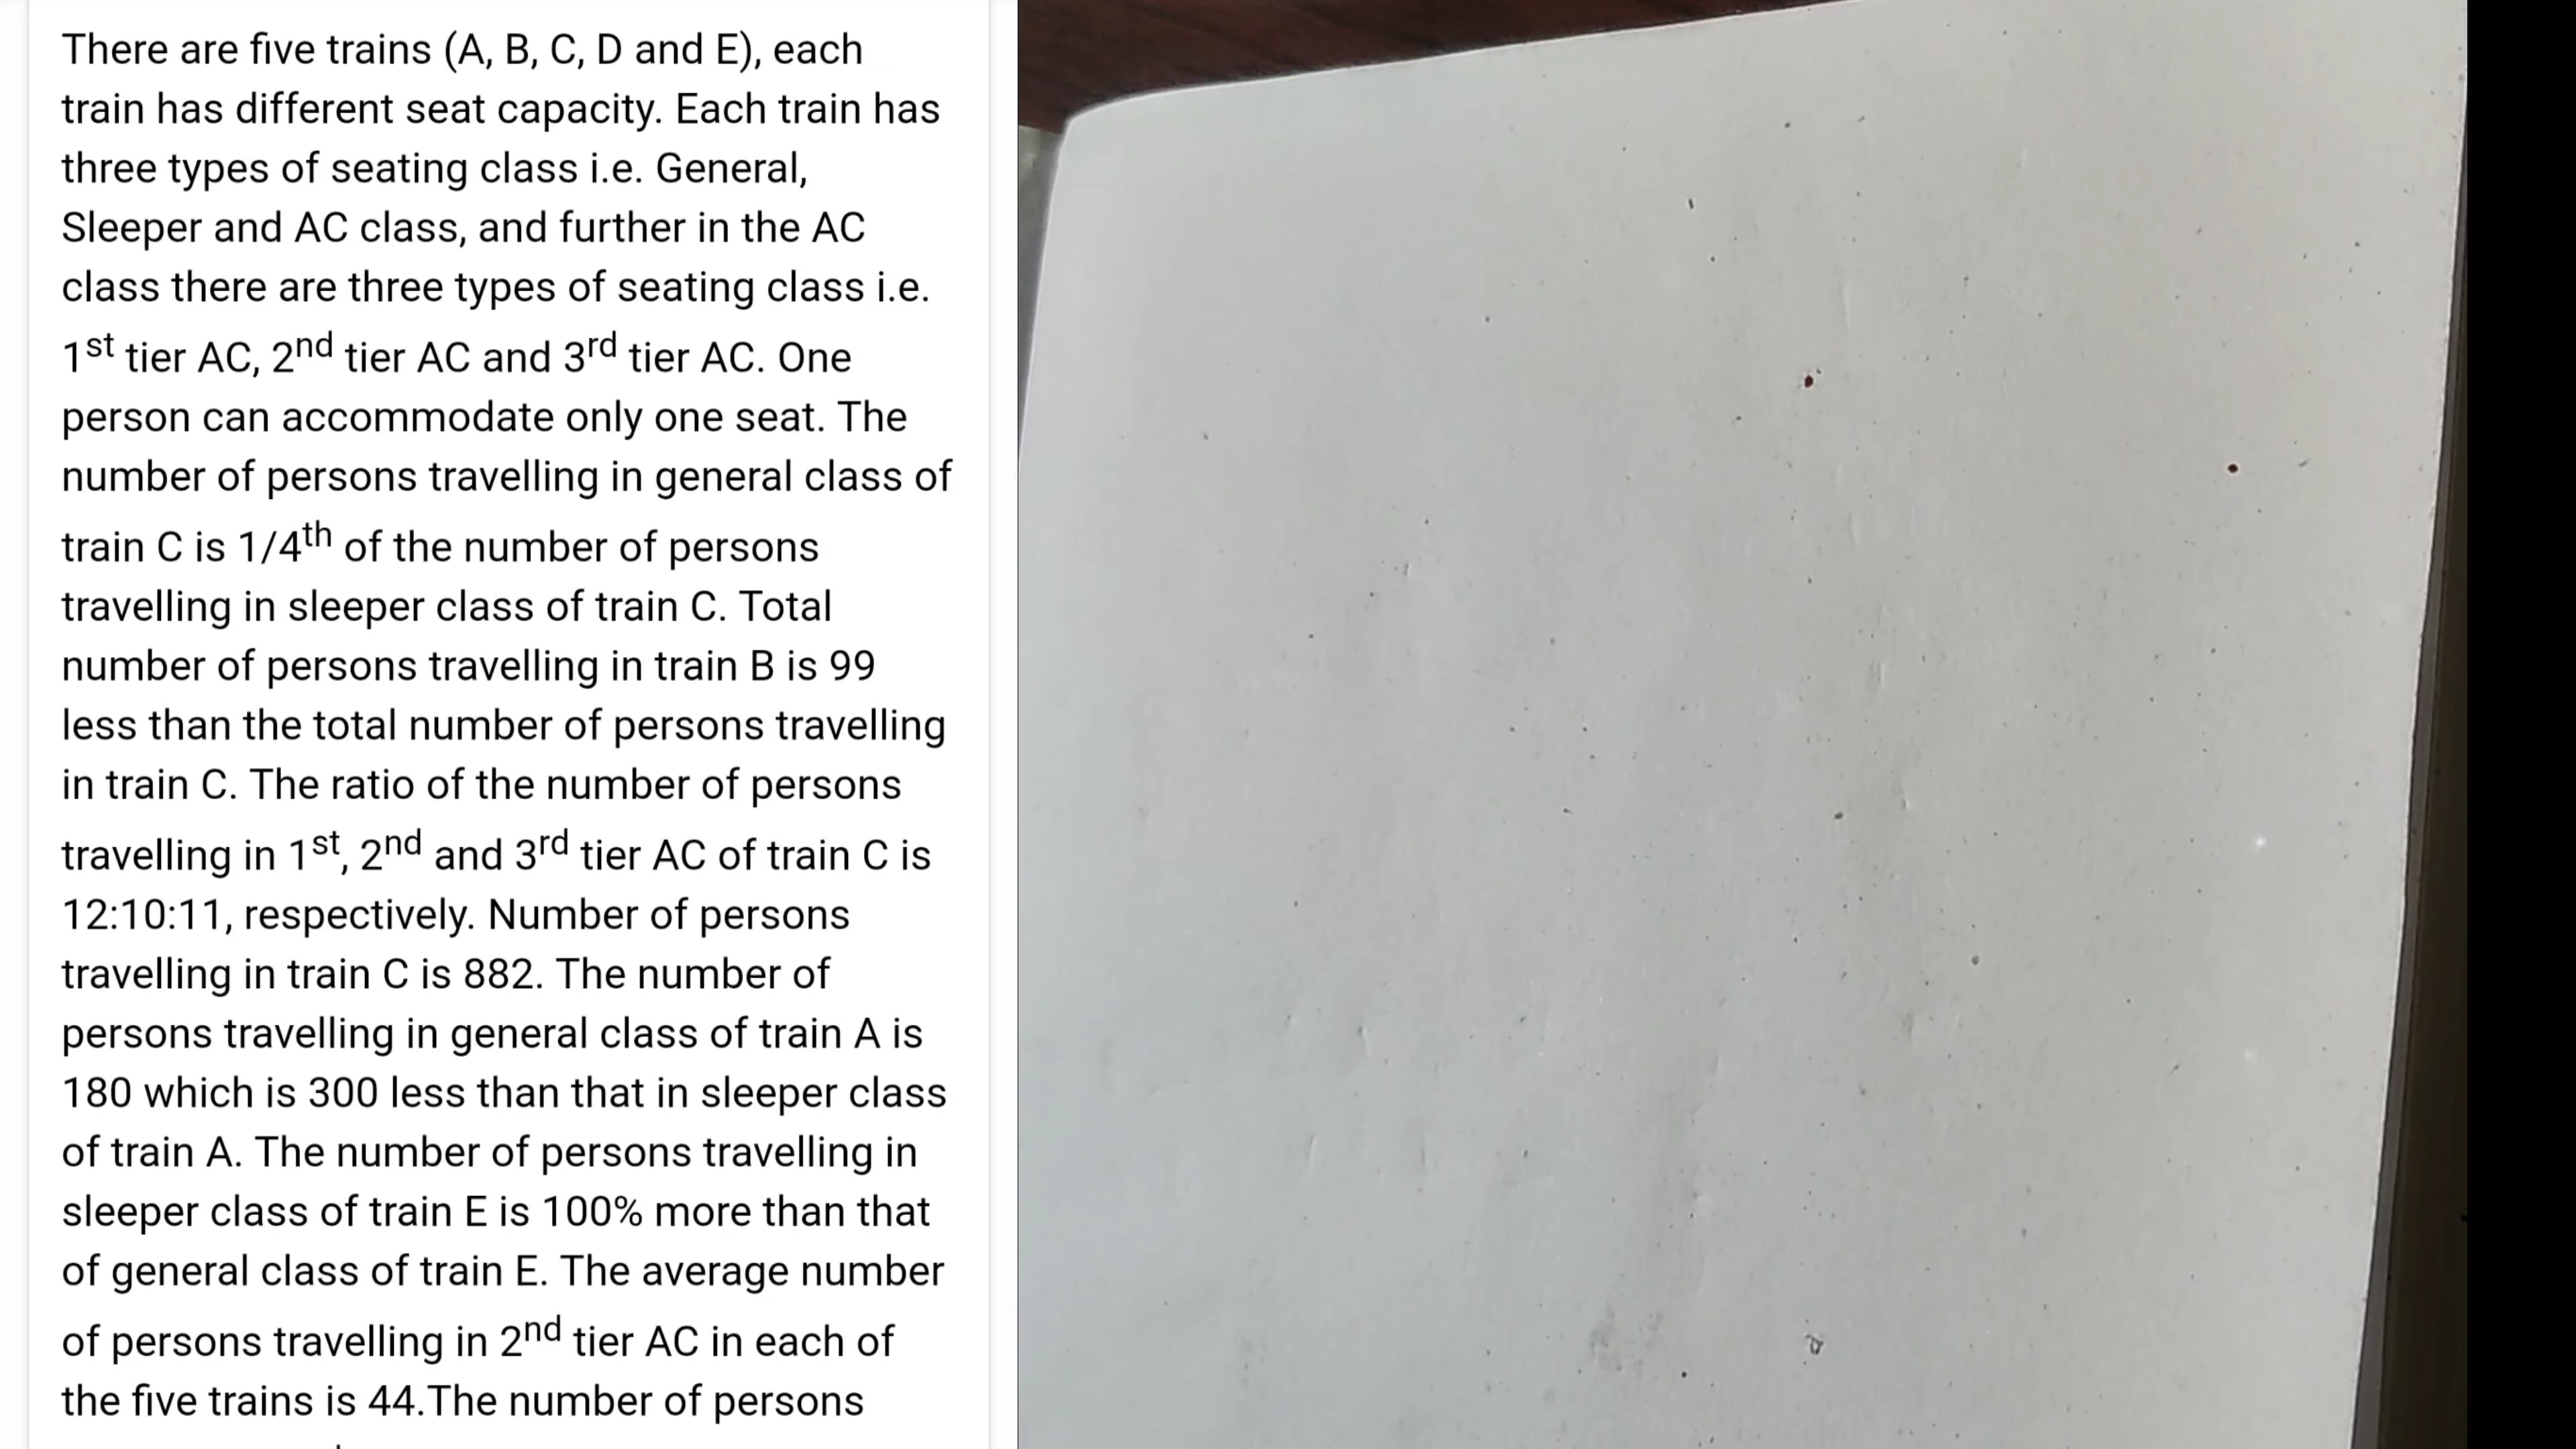 There are five trains (A, B, C, D and E), each
train has different seat capacity. Each train has
three types of seating class i.e. General,
Sleeper and AC class, and further in the AC
class there are three types of seating class i.e.
1st tier AC, 2nd tier AC and 3rd tier AC. One
person can accommodate only one seat. The
number of persons travelling in general class of
train C is 1/4th of the number of persons
travelling in sleeper class of train C. Total
number of persons travelling in train B is 99
less than the total number of persons travelling
in train C. The ratio of the number of persons
travelling in 1st, 2nd and 3rd tier AC of train C is
12:10:11, respectively. Number of persons
travelling in train C is 882. The number of
persons travelling in general class of train A is
180 which is 300 less than that in sleeper class
of train A. The number of persons travelling in
sleeper class of train E is 100% more than that
of general class of train E. The average number
of persons travelling in 2nd tier AC in each of
the five trains is 44.The number of persons